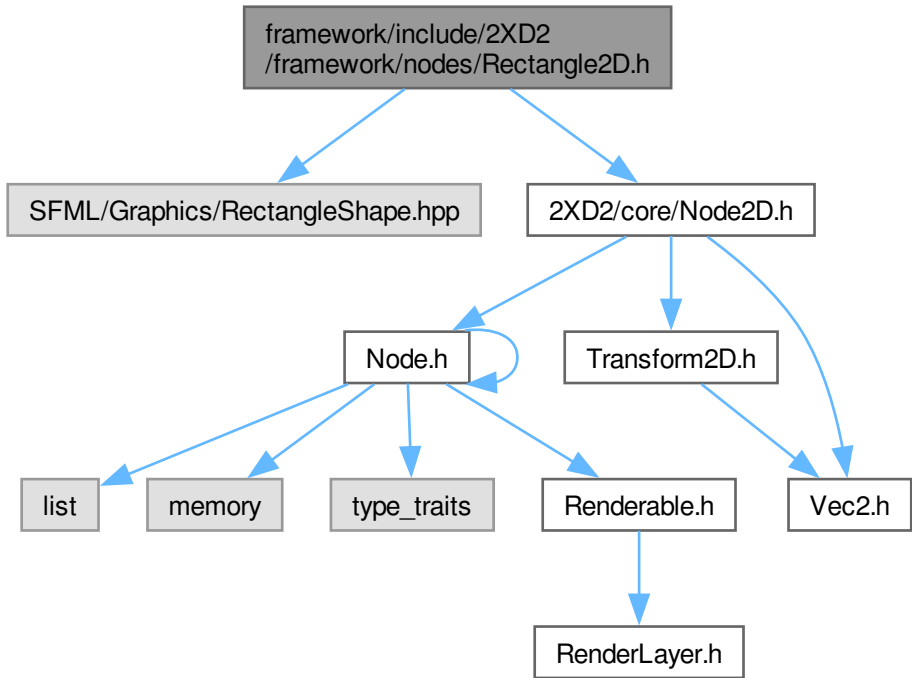 framework/include/2XD2
/framework/nodes/Rectangle2D.h
SFML/Graphics/RectangleShape.hpp
2XD2/core/Node2D.h
Node.h
Transform2D.h
list
memory
type_traits
Renderable.h
Vec2.h
RenderLayer.h